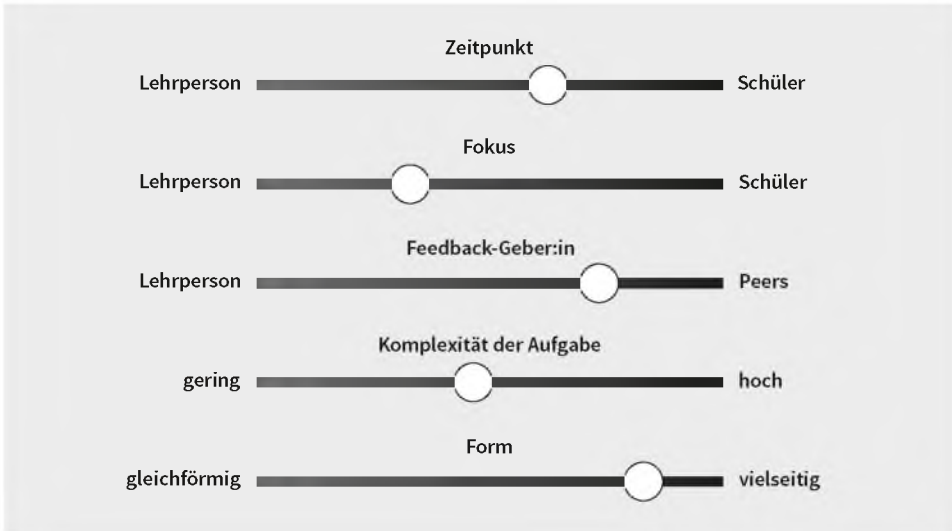 Zeitpunkt
Lehrperson Schüler
Fokus
Lehrperson Schüler
Feedback-Geber:in
Lehrperson Peers
Komplexität der Aufgabe
gering hoch
Form
gleichförmig vielseitig